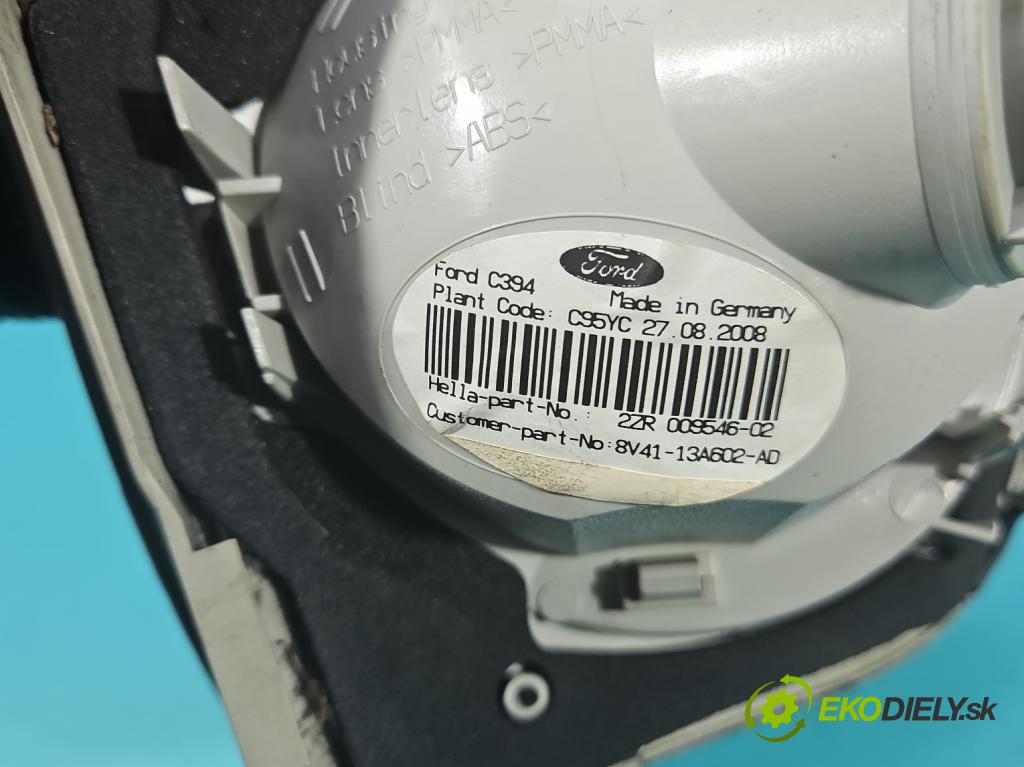 Housing
Lens >PMMA<
Innerlens >PMMA<
Blind >ABS<
Ford
Ford C394
Made in Germany
Plant Code: C95YC 27.08.2008
Hella-part-No.: 2ZR 009546-02
Customer-part-No:8V41-13A602-AD
EKODIELY.sk